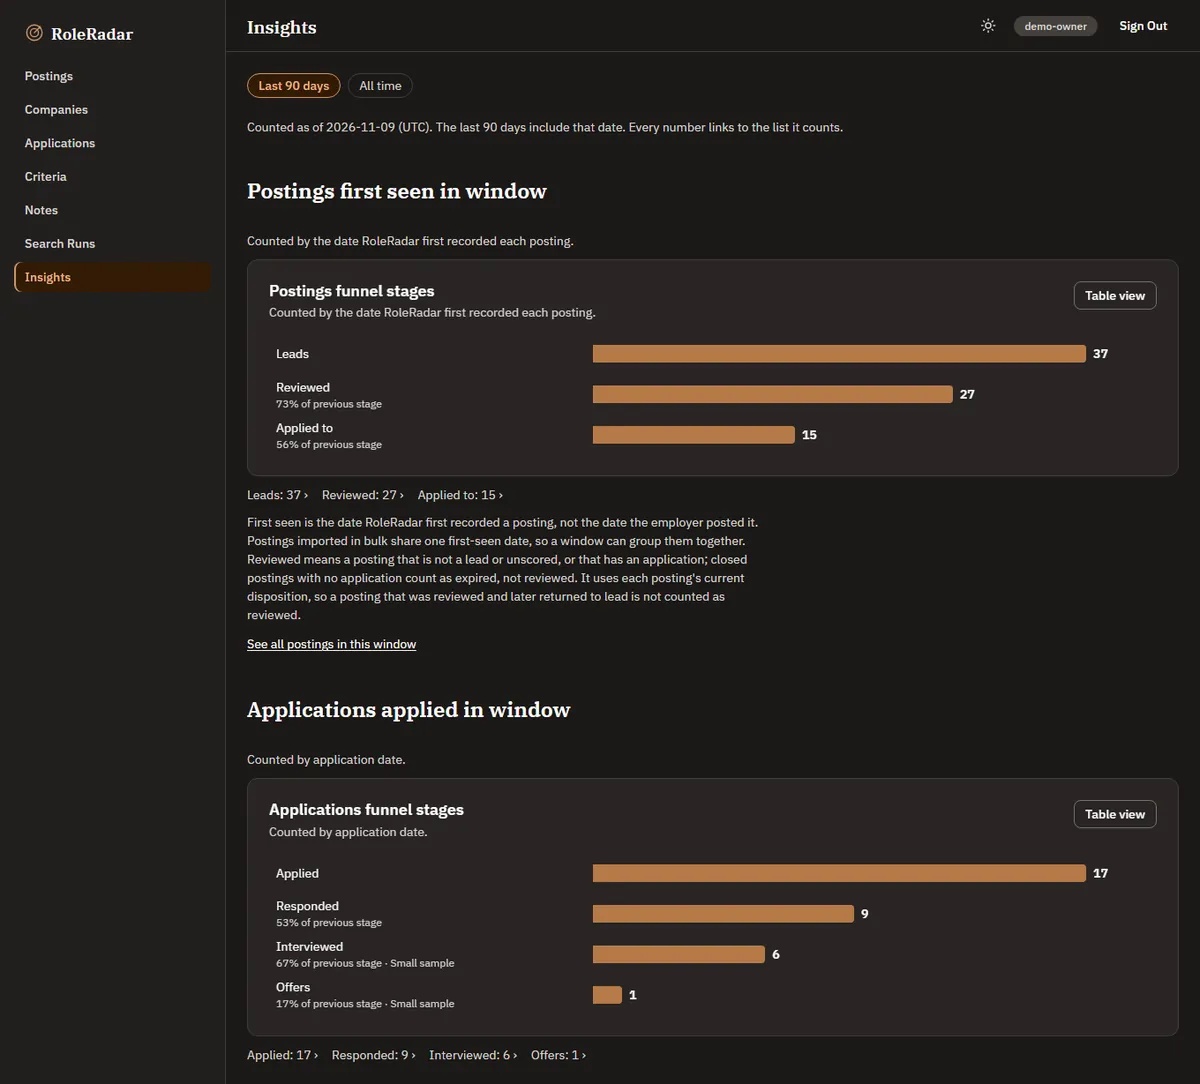 RoleRadar
Postings
Companies
Applications
Criteria
Notes
Search Runs
Insights
Insights
demo-owner
Sign Out
Last 90 days
All time
Counted as of 2026-11-09 (UTC). The last 90 days include that date. Every number links to the list it counts.
Postings first seen in window
Counted by the date RoleRadar first recorded each posting.
Postings funnel stages
Counted by the date RoleRadar first recorded each posting.
Table view
Leads
37
Reviewed
73% of previous stage
27
Applied to
56% of previous stage
15
Leads: 37 › Reviewed: 27 › Applied to: 15 ›
First seen is the date RoleRadar first recorded a posting, not the date the employer posted it.
Postings imported in bulk share one first-seen date, so a window can group them together.
Reviewed means a posting that is not a lead or unscored, or that has an application; closed
postings with no application count as expired, not reviewed. It uses each posting's current
disposition, so a posting that was reviewed and later returned to lead is not counted as
reviewed.
See all postings in this window
Applications applied in window
Counted by application date.
Applications funnel stages
Counted by application date.
Table view
Applied
17
Responded
53% of previous stage
9
Interviewed
67% of previous stage · Small sample
6
Offers
17% of previous stage · Small sample
1
Applied: 17 › Responded: 9 › Interviewed: 6 › Offers: 1 ›